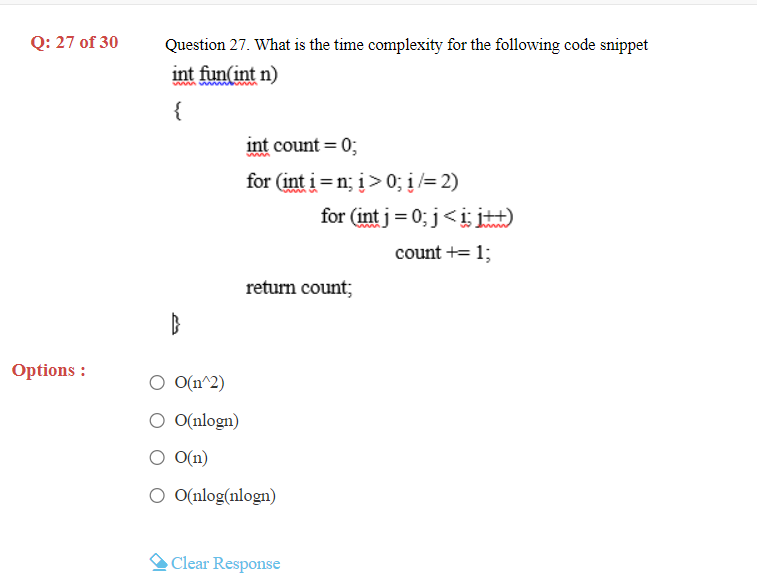 Q: 27 of 30
Question 27. What is the time complexity for the following code snippet
int fun(int n)
{
int count = 0;
for (int i = n; i > 0; i /= 2)
for (int j = 0; j < i; j++)
count += 1;
return count;
}
Options :
O(n^2)
O(nlogn)
O(n)
O(nlog(nlogn)
Clear Response